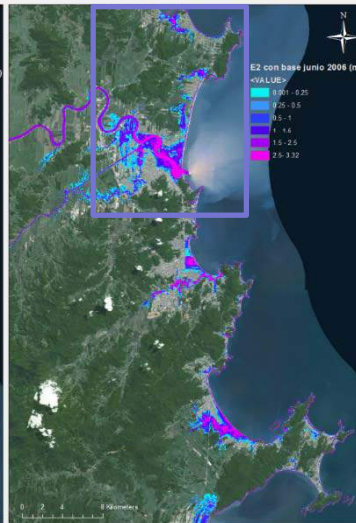 N
E2 con base junio 2006 (m
<VALUE>
0.001 - 0.25
0.25 - 0.5
0.5 - 1
1 - 1.5
1.5 - 2.5
2.5 - 3.32
0 2 4 8 Kilometers